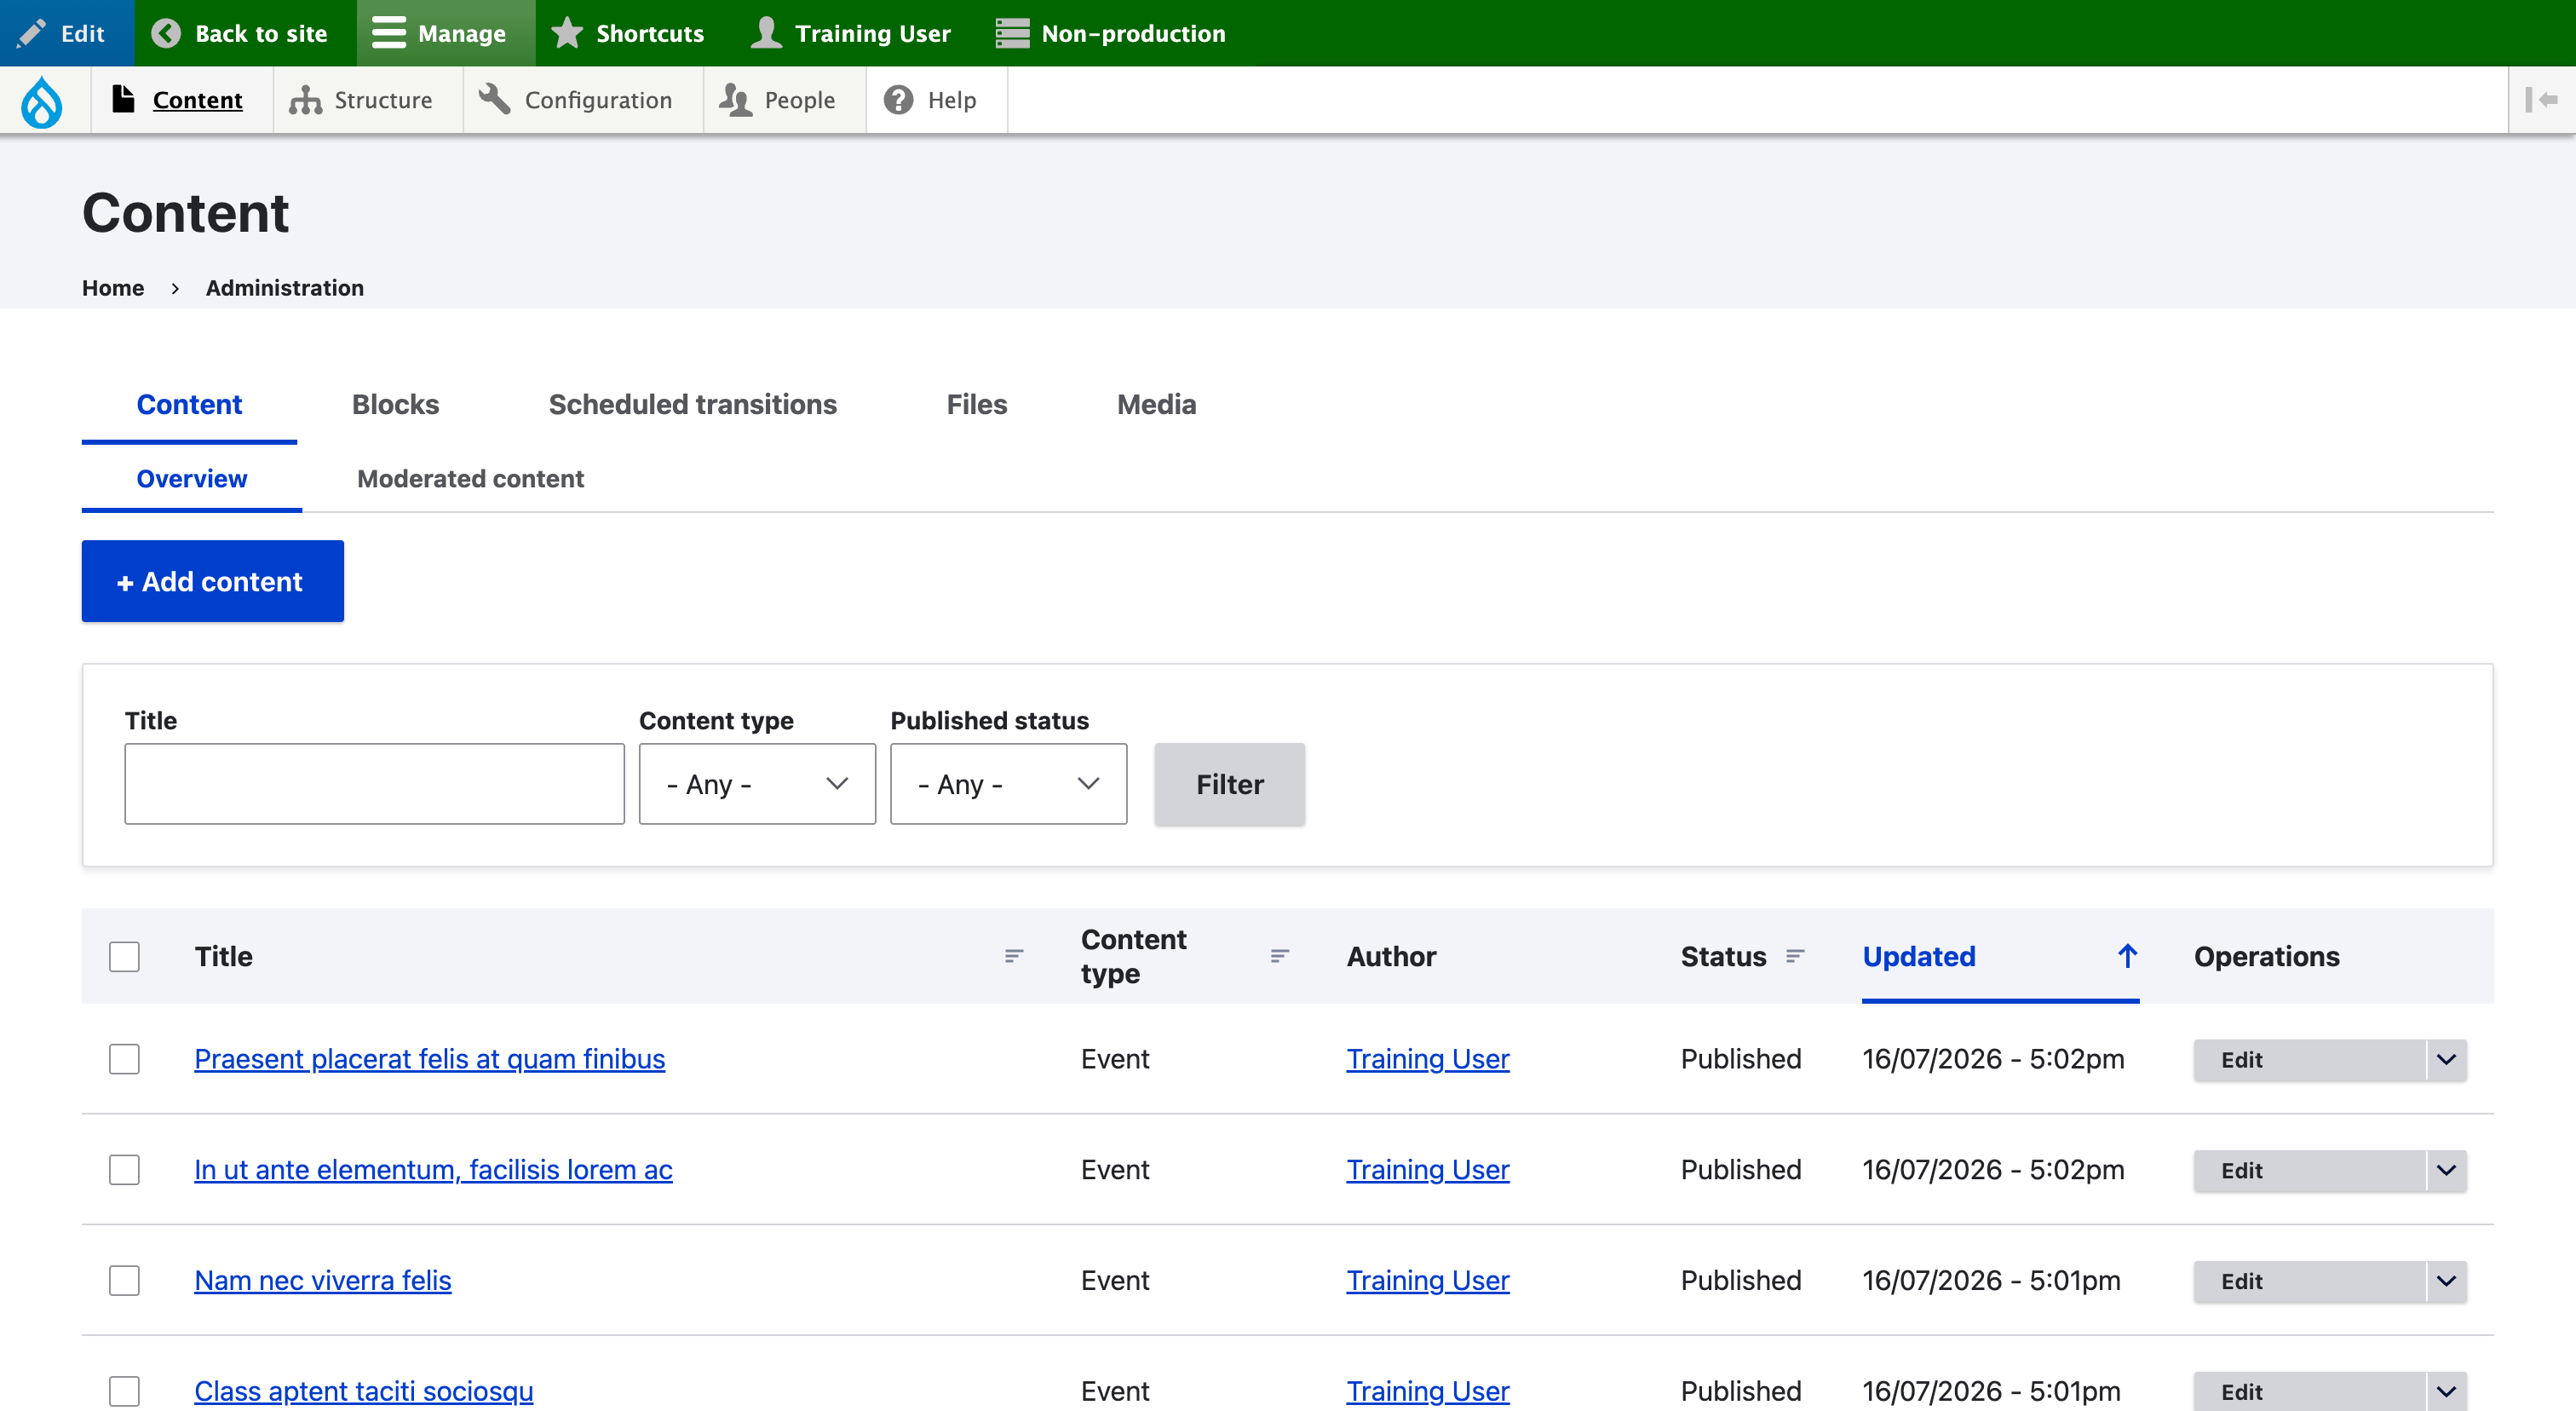 Edit Back to site Manage Shortcuts Training User Non-production
Content Structure Configuration People Help
Content
Home › Administration
Content Blocks Scheduled transitions Files Media
Overview Moderated content
+ Add content
Title Content type Published status
- Any - - Any - Filter
Title Content type Author Status Updated Operations
Praesent placerat felis at quam finibus Event Training User Published 16/07/2026 - 5:02pm Edit
In ut ante elementum, facilisis lorem ac Event Training User Published 16/07/2026 - 5:02pm Edit
Nam nec viverra felis Event Training User Published 16/07/2026 - 5:01pm Edit
Class aptent taciti sociosqu Event Training User Published 16/07/2026 - 5:01pm Edit